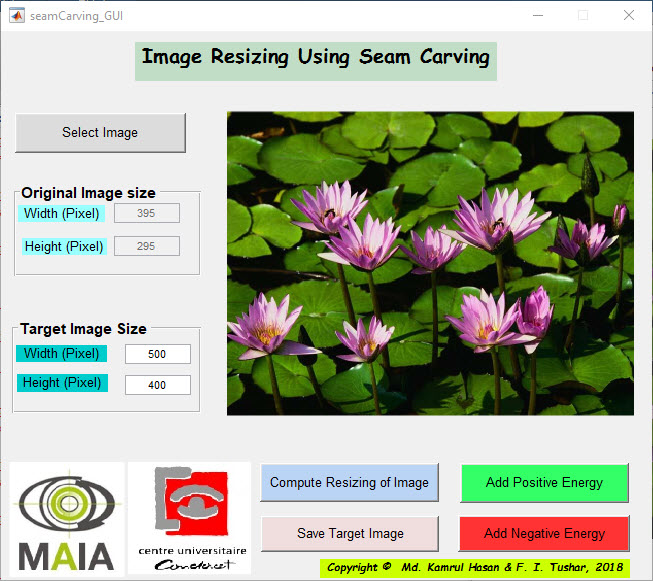 seamCarving_GUI
Image Resizing Using Seam Carving
Select Image
Original Image size
Width (Pixel) 395
Height (Pixel) 295
Target Image Size
Width (Pixel) 500
Height (Pixel) 400
MAIA
centre universitaire
Condorcet
Compute Resizing of Image
Add Positive Energy
Save Target Image
Add Negative Energy
Copyright © Md. Kamrul Hasan & F. I. Tushar, 2018